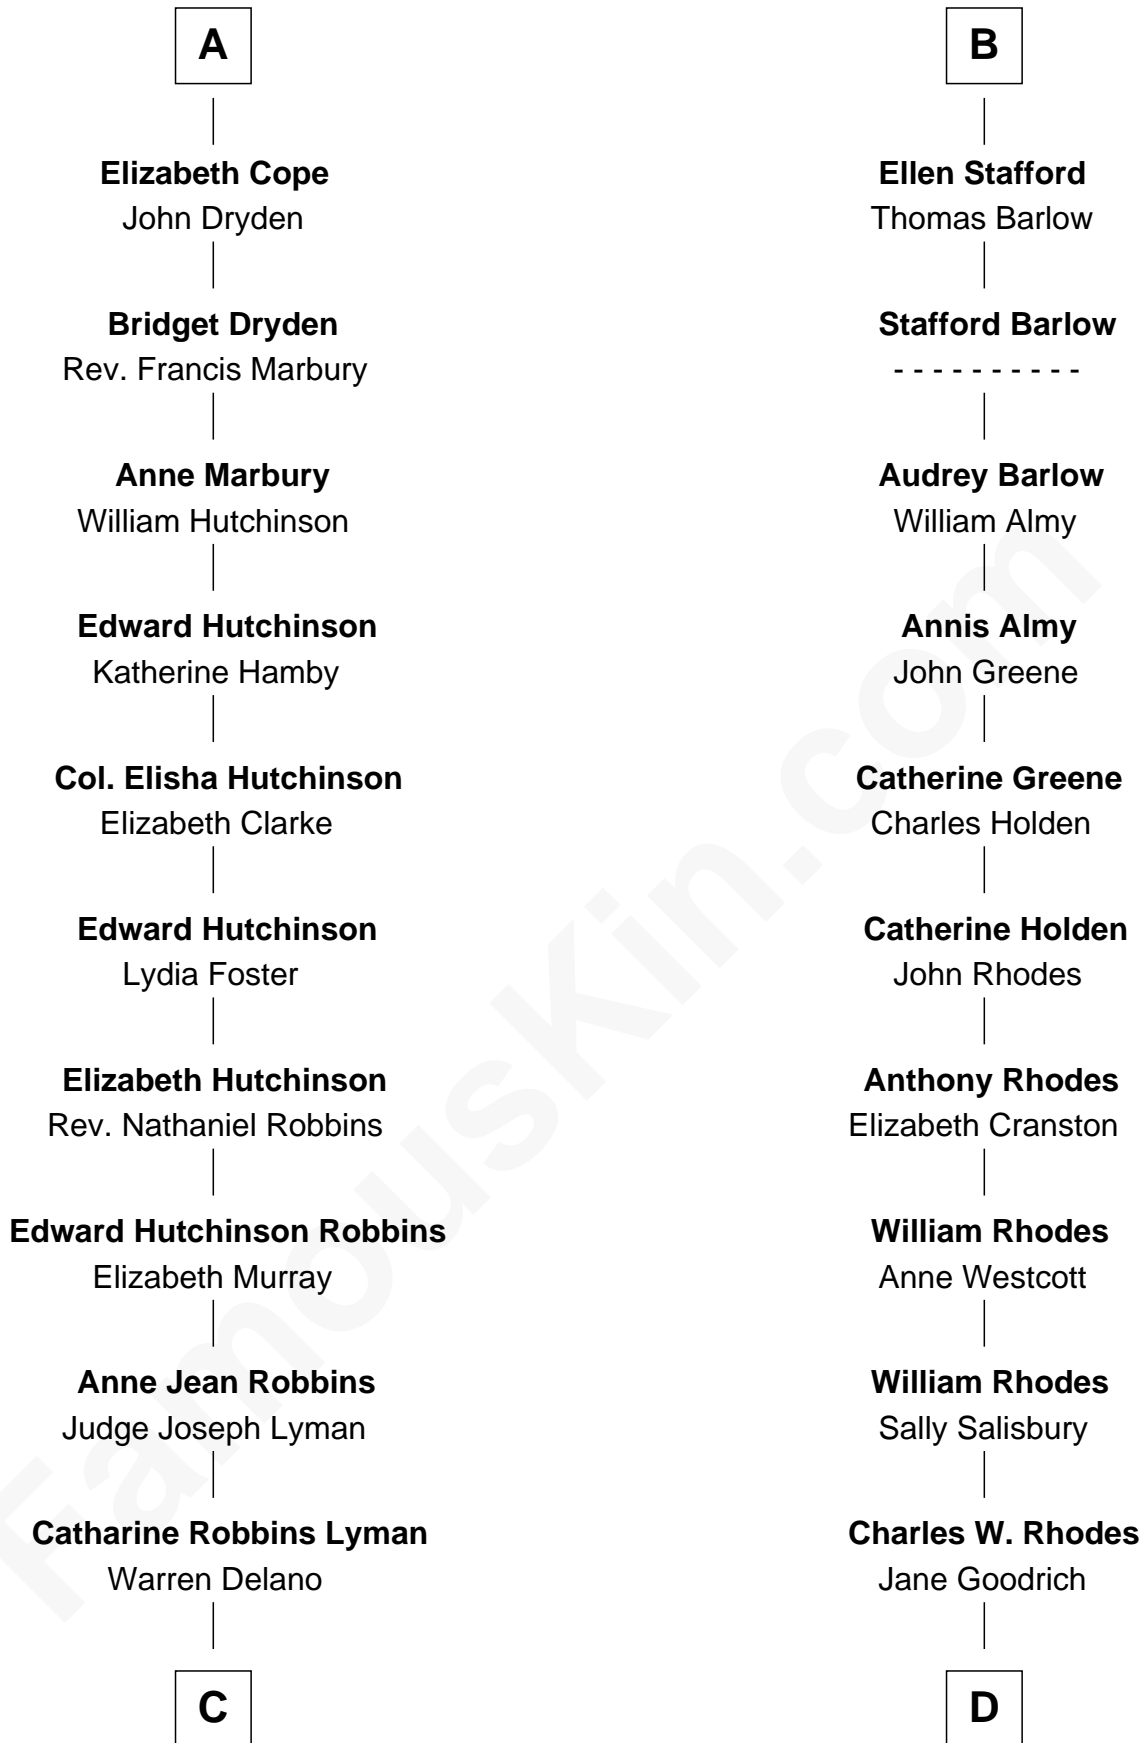 A
Elizabeth Cope
John Dryden
Bridget Dryden
Rev. Francis Marbury
Anne Marbury
William Hutchinson
Edward Hutchinson
Katherine Hamby
Col. Elisha Hutchinson
Elizabeth Clarke
Edward Hutchinson
Lydia Foster
Elizabeth Hutchinson
Rev. Nathaniel Robbins
Edward Hutchinson Robbins
Elizabeth Murray
Anne Jean Robbins
Judge Joseph Lyman
Catharine Robbins Lyman
Warren Delano
C
B
Ellen Stafford
Thomas Barlow
Stafford Barlow
- - - - - - - - - -
Audrey Barlow
William Almy
Annis Almy
John Greene
Catherine Greene
Charles Holden
Catherine Holden
John Rhodes
Anthony Rhodes
Elizabeth Cranston
William Rhodes
Anne Westcott
William Rhodes
Sally Salisbury
Charles W. Rhodes
Jane Goodrich
D
FamousKin.com